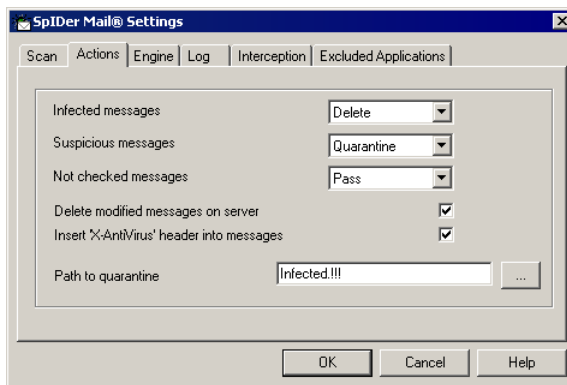 SpIDer Mail® Settings
Scan Actions Engine Log Interception Excluded Applications
Infected messages Delete
Suspicious messages Quarantine
Not checked messages Pass
Delete modified messages on server
Insert 'X-AntiVirus' header into messages
Path to quarantine Infected.!!! ...
OK Cancel Help